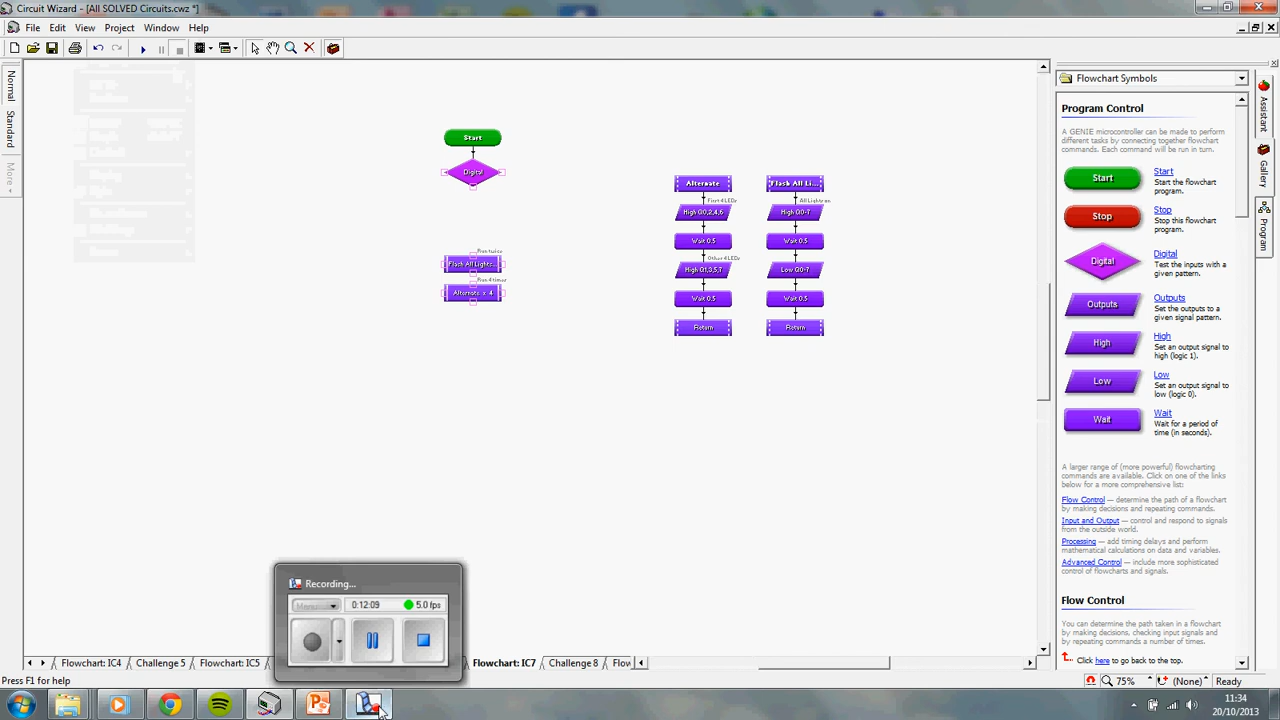 Circuit Wizard - [All SOLVED Circuits.cwz *]
File Edit View Project Window Help
Normal
Standard
More
Start
Digital
Run twice
Flash All Lights...
Run 4 times
Alternate x 4
Alternate
First 4 LEDs
High Q0,2,4,6
Wait 0.5
Other 4 LEDs
High Q1,3,5,7
Wait 0.5
Return
Flash All Li...
High Q0-7
Wait 0.5
Low Q0-7
Wait 0.5
Return
Flowchart Symbols
Program Control
A GENIE microcontroller can be made to perform
different tasks by connecting together flowchart
commands. Each command will be run in turn.
Start
Start
Start the flowchart
program.
Stop
Stop
Stop this flowchart
program.
Digital
Digital
Test the inputs with a
given pattern.
Outputs
Outputs
Set the outputs to a
given signal pattern.
High
High
Set an output signal to
high (logic 1).
Low
Low
Set an output signal to
low (logic 0).
Wait
Wait
Wait for a period of
time (in seconds).
A larger range of (more powerful) flowcharting
commands are available. Click on one of the links
below for a more comprehensive list:
Flow Control — determine the path of a flowchart
by making decisions and repeating commands.
Input and Output — control and respond to signals
from the outside world.
Processing — add timing delays and perform
mathematical calculations on data and variables.
Advanced Control — include more sophisticated
control of flowcharts and signals.
Flow Control
You can determine the path taken in a flowchart
by making decisions, checking input signals and
by repeating commands a number of times.
Click here to go back to the top.
Assistant
Gallery
Program
Recording...
Menu
0:12:09
5.0 fps
Flowchart: IC4 Challenge 5 Flowchart: IC5 Flowchart: IC7 Challenge 8 Flow
Press F1 for help
75% (None) Ready
11:34
20/10/2013